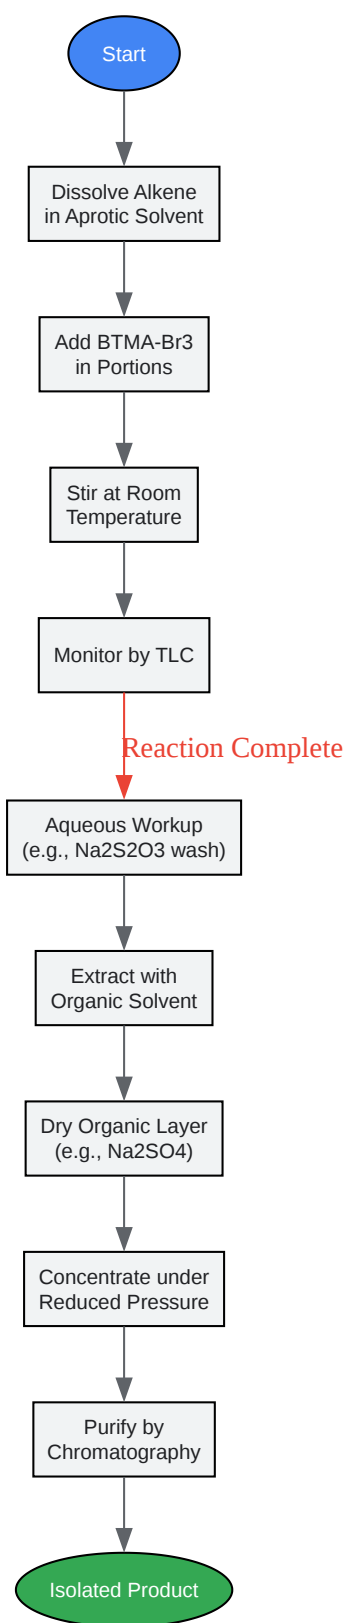 Start
Dissolve Alkene
in Aprotic Solvent
Add BTMA-Br3
in Portions
Stir at Room
Temperature
Monitor by TLC
Reaction Complete
Aqueous Workup
(e.g., Na2S2O3 wash)
Extract with
Organic Solvent
Dry Organic Layer
(e.g., Na2SO4)
Concentrate under
Reduced Pressure
Purify by
Chromatography
Isolated Product